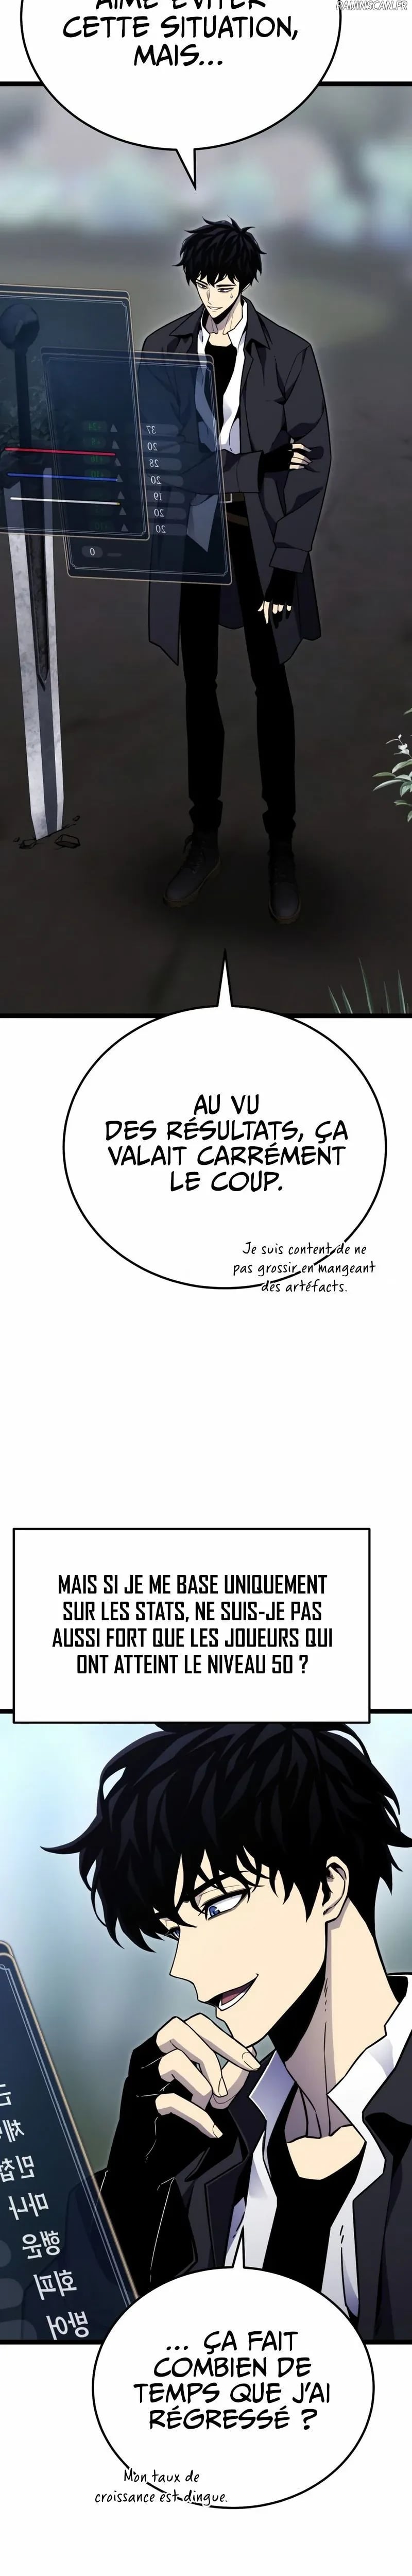 RAIJINSCAN.FR
AIME ÉVITER
CETTE SITUATION,
MAIS...
37
20
28
20
19
20
20
0
AU VU
DES RÉSULTATS, ÇA
VALAIT CARRÉMENT
LE COUP.
Je suis content de ne
pas grossir en mangeant
des artéfacts.
MAIS SI JE ME BASE UNIQUEMENT
SUR LES STATS, NE SUIS-JE PAS
AUSSI FORT QUE LES JOUEURS QUI
ONT ATTEINT LE NIVEAU 50 ?
민첩
마나
행운
회피
방어
... ÇA FAIT
COMBIEN DE
TEMPS QUE J'AI
RÉGRESSÉ ?
Mon taux de
croissance est dingue.